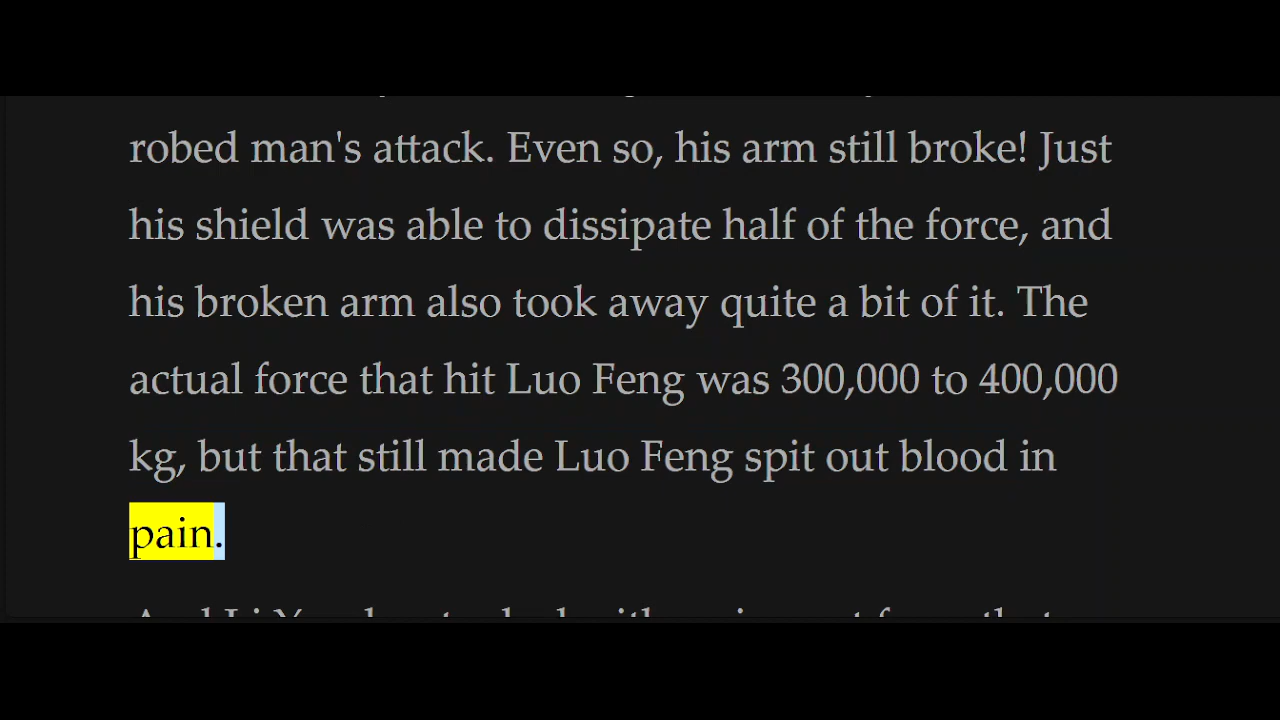 robed man's attack. Even so, his arm still broke! Just
his shield was able to dissipate half of the force, and
his broken arm also took away quite a bit of it. The
actual force that hit Luo Feng was 300,000 to 400,000
kg, but that still made Luo Feng spit out blood in
pain.